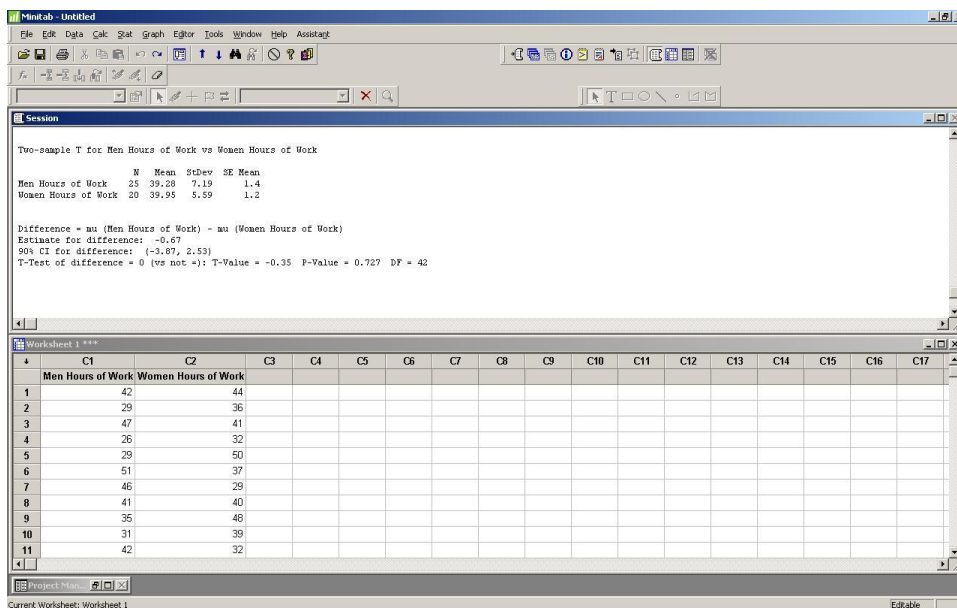 Minitab - Untitled
File Edit Data Calc Stat Graph Editor Tools Window Help Assistant
Session
Two-sample T for Men Hours of Work vs Women Hours of Work
N Mean StDev SE Mean
Men Hours of Work 25 39.28 7.19 1.4
Women Hours of Work 20 39.95 5.59 1.2
Difference = mu (Men Hours of Work) - mu (Women Hours of Work)
Estimate for difference: -0.67
90% CI for difference: (-3.87, 2.53)
T-Test of difference = 0 (vs not =): T-Value = -0.35 P-Value = 0.727 DF = 42
Worksheet 1 ***
C1 C2 C3 C4 C5 C6 C7 C8 C9 C10 C11 C12 C13 C14 C15 C16 C17
Men Hours of Work Women Hours of Work
1 42 44
2 29 36
3 47 41
4 26 32
5 29 50
6 51 37
7 46 29
8 41 40
9 35 48
10 31 39
11 42 32
Project Man...
Current Worksheet: Worksheet 1 Editable